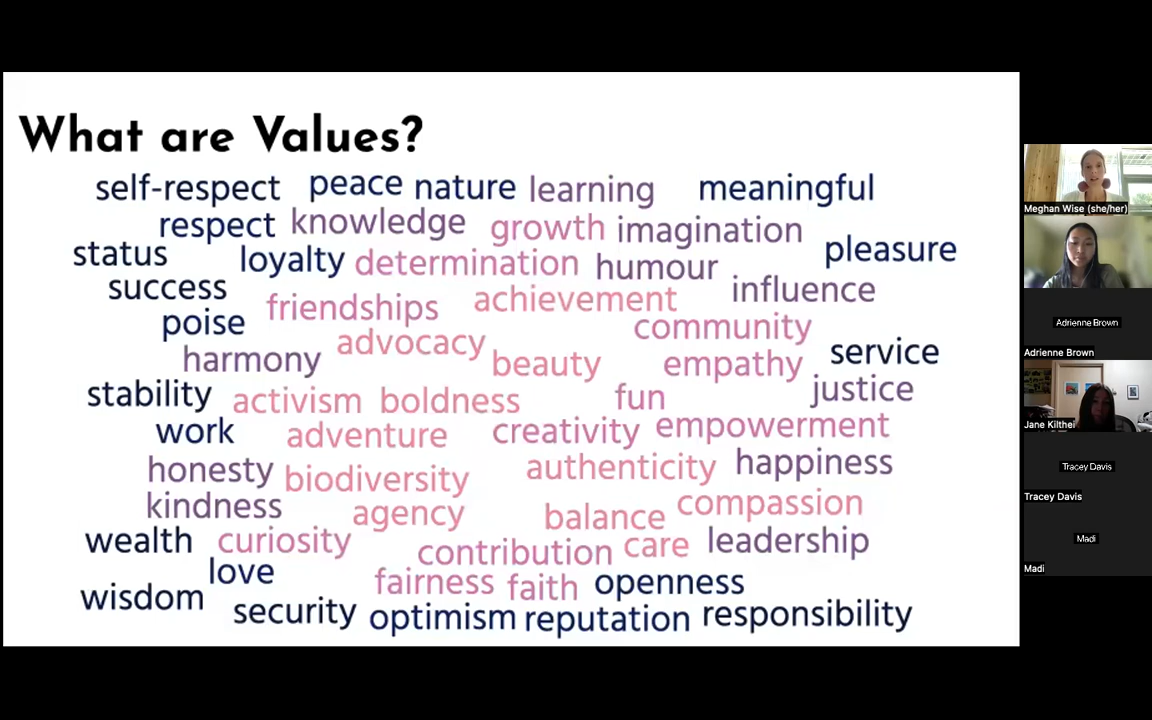 What are Values?
self-respect peace nature learning meaningful
respect knowledge growth imagination
status loyalty determination humour pleasure
success friendships achievement influence
poise advocacy community
harmony beauty empathy service
stability activism boldness fun justice
work adventure creativity empowerment
honesty biodiversity authenticity happiness
kindness agency balance compassion
wealth curiosity contribution care leadership
love fairness faith openness
wisdom security optimism reputation responsibility
Meghan Wise (she/her)
Adrienne Brown
Adrienne Brown
Jane Kilthei
Tracey Davis
Tracey Davis
Madi
Madi